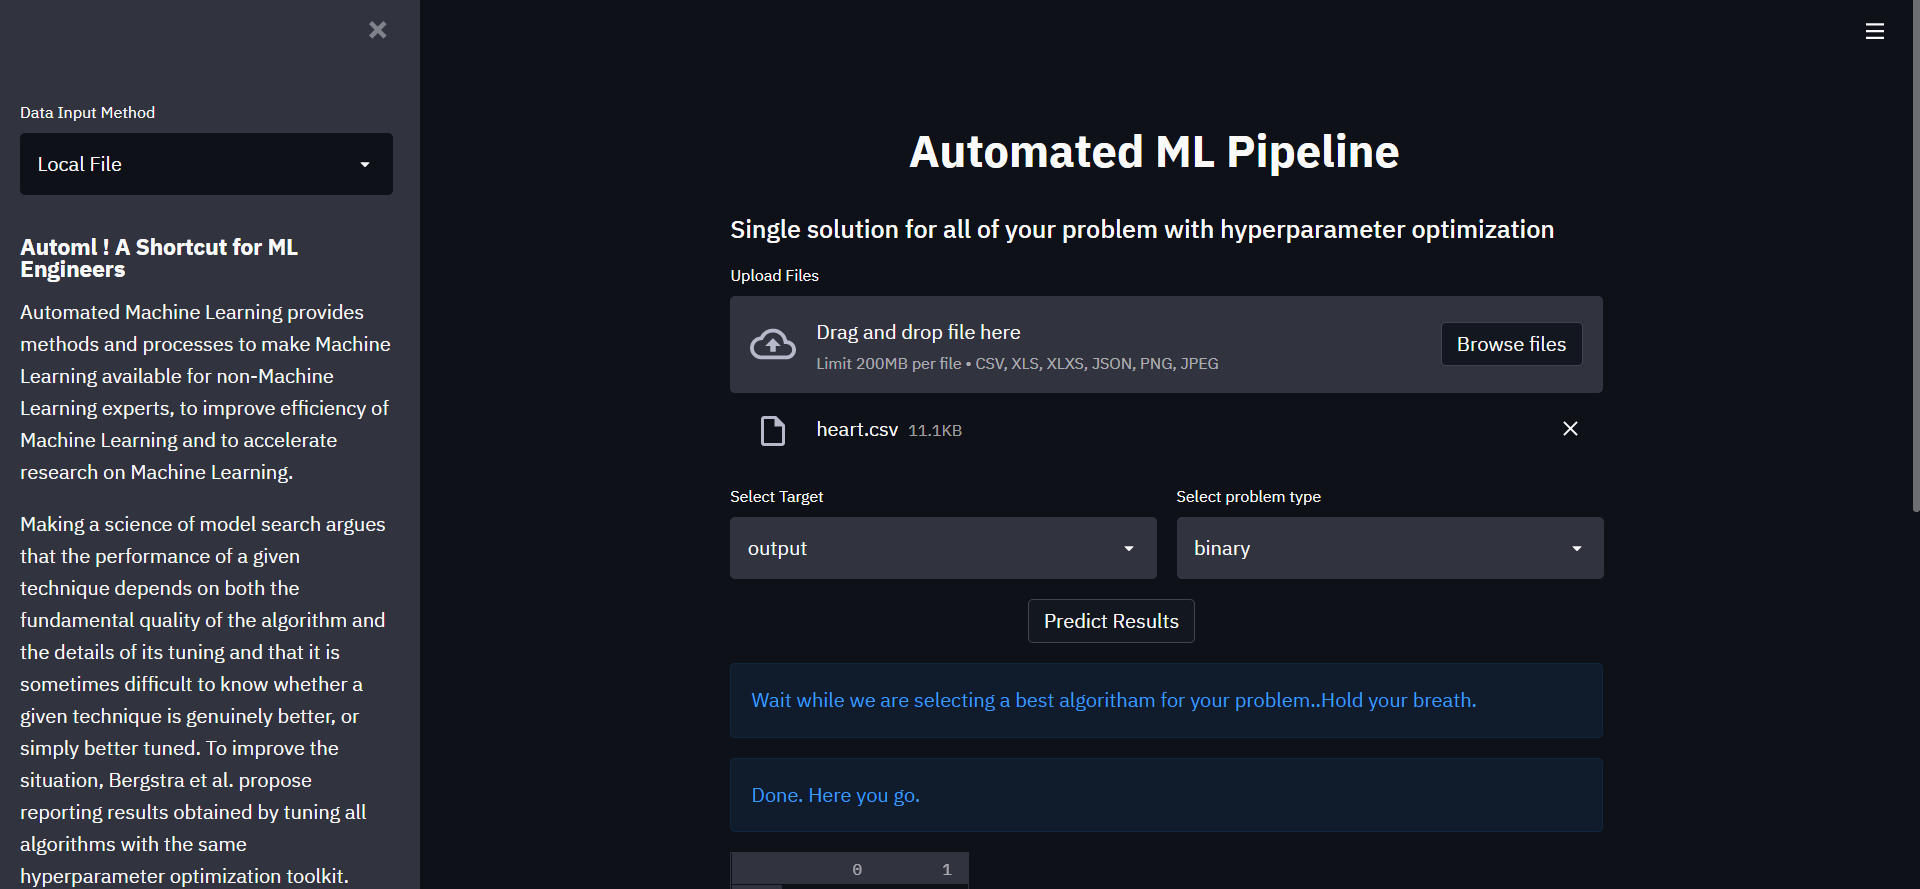 Data Input Method
Local File
Automl ! A Shortcut for ML
Engineers
Automated Machine Learning provides
methods and processes to make Machine
Learning available for non-Machine
Learning experts, to improve efficiency of
Machine Learning and to accelerate
research on Machine Learning.
Making a science of model search argues
that the performance of a given
technique depends on both the
fundamental quality of the algorithm and
the details of its tuning and that it is
sometimes difficult to know whether a
given technique is genuinely better, or
simply better tuned. To improve the
situation, Bergstra et al. propose
reporting results obtained by tuning all
algorithms with the same
hyperparameter optimization toolkit.
Automated ML Pipeline
Single solution for all of your problem with hyperparameter optimization
Upload Files
Drag and drop file here
Limit 200MB per file • CSV, XLS, XLXS, JSON, PNG, JPEG
Browse files
heart.csv 11.1KB
Select Target
output
Select problem type
binary
Predict Results
Wait while we are selecting a best algoritham for your problem..Hold your breath.
Done. Here you go.
0 1